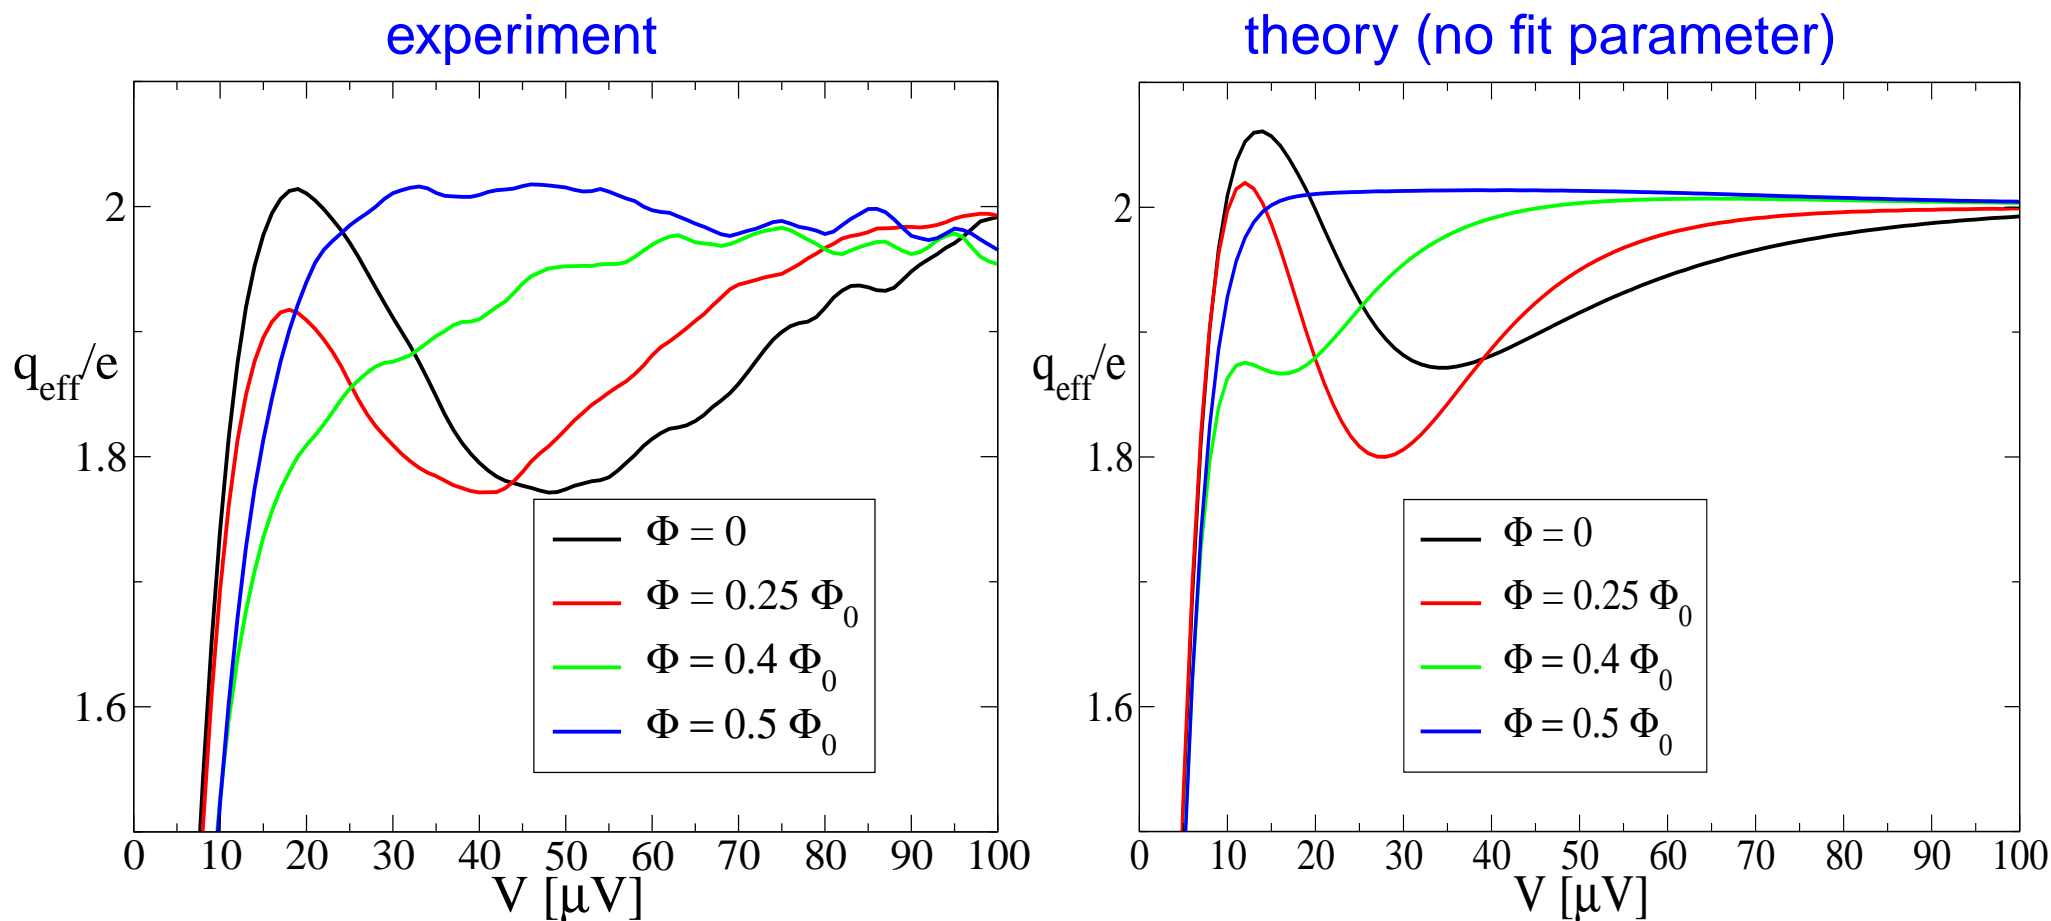 experiment
2
1.8
1.6
q_eff/e
0 10 20 30 40 50 60 70 80 90 100
V [μV]
Φ = 0
Φ = 0.25 Φ_0
Φ = 0.4 Φ_0
Φ = 0.5 Φ_0
theory (no fit parameter)
2
1.8
1.6
q_eff/e
0 10 20 30 40 50 60 70 80 90 100
V [μV]
Φ = 0
Φ = 0.25 Φ_0
Φ = 0.4 Φ_0
Φ = 0.5 Φ_0